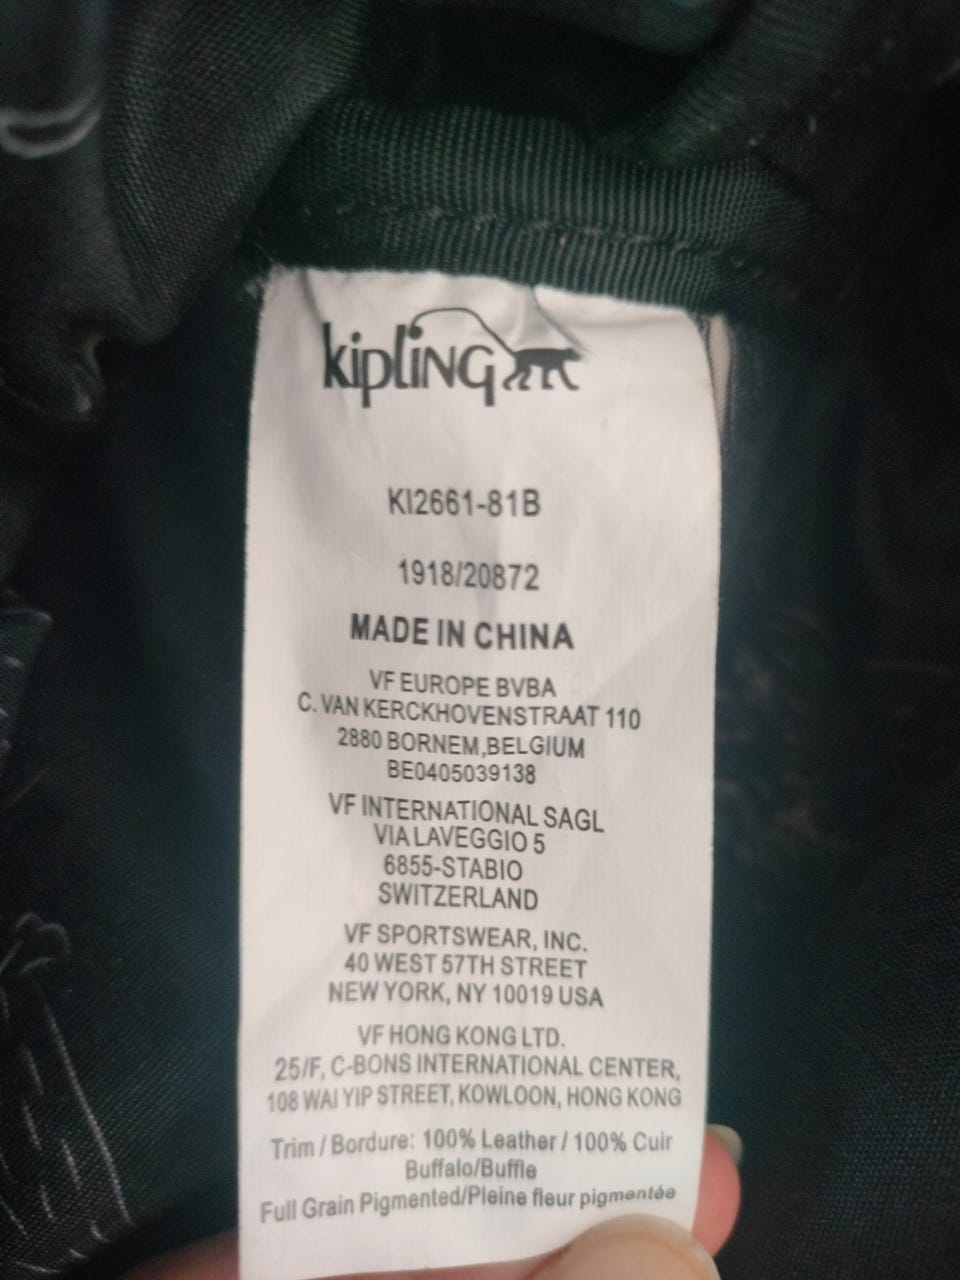 kipling
KI2661-81B
1918/20872
MADE IN CHINA
VF EUROPE BVBA
C. VAN KERCKHOVENSTRAAT 110
2880 BORNEM,BELGIUM
BE0405039138
VF INTERNATIONAL SAGL
VIA LAVEGGIO 5
6855-STABIO
SWITZERLAND
VF SPORTSWEAR, INC.
40 WEST 57TH STREET
NEW YORK, NY 10019 USA
VF HONG KONG LTD.
25/F, C-BONS INTERNATIONAL CENTER,
108 WAI YIP STREET, KOWLOON, HONG KONG
Trim / Bordure: 100% Leather / 100% Cuir
Buffalo/Buffle
Full Grain Pigmented/Pleine fleur pigmentée